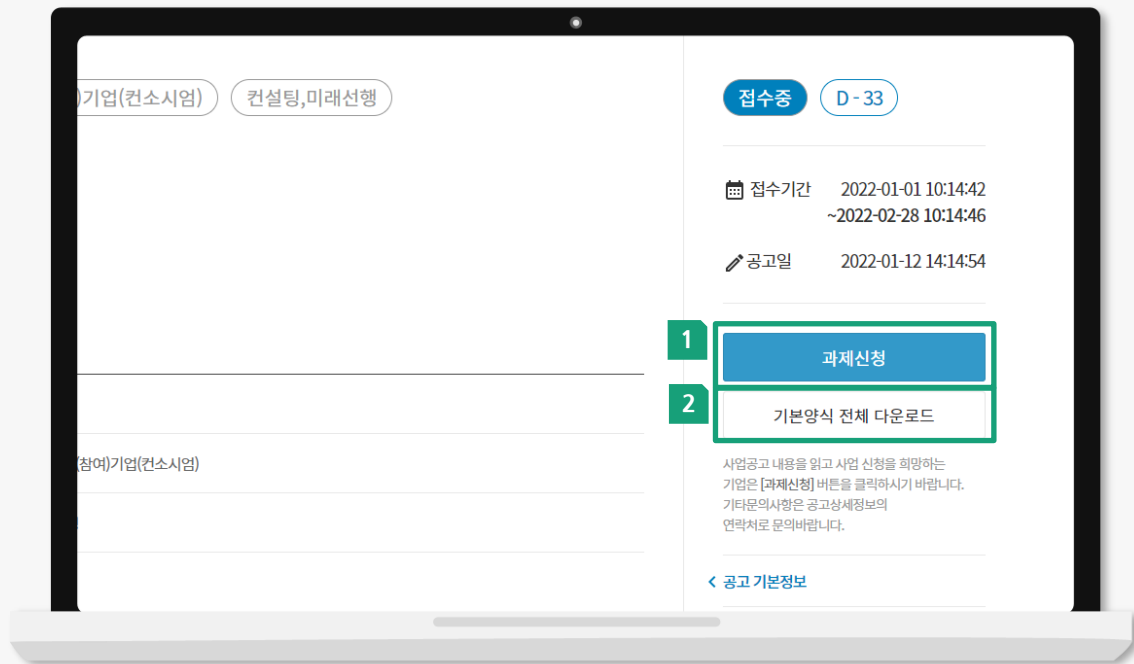 )기업(컨소시엄) 컨설팅,미래선행
(참여)기업(컨소시엄)
접수중 D - 33
접수기간 2022-01-01 10:14:42
~2022-02-28 10:14:46
공고일 2022-01-12 14:14:54
1 과제신청
2 기본양식 전체 다운로드
사업공고 내용을 읽고 사업 신청을 희망하는
기업은 [과제신청] 버튼을 클릭하시기 바랍니다.
기타문의사항은 공고상세정보의
연락처로 문의바랍니다.
< 공고 기본정보